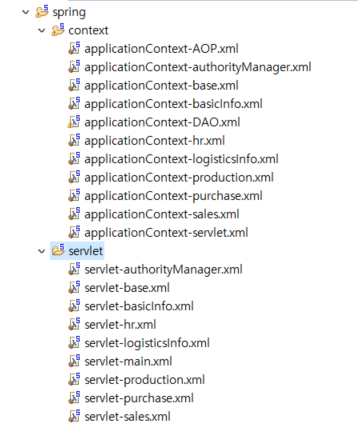 spring
context
applicationContext-AOP.xml
applicationContext-authorityManager.xml
applicationContext-base.xml
applicationContext-basicInfo.xml
applicationContext-DAO.xml
applicationContext-hr.xml
applicationContext-logisticsInfo.xml
applicationContext-production.xml
applicationContext-purchase.xml
applicationContext-sales.xml
applicationContext-servlet.xml
servlet
servlet-authorityManager.xml
servlet-base.xml
servlet-basicInfo.xml
servlet-hr.xml
servlet-logisticsInfo.xml
servlet-main.xml
servlet-production.xml
servlet-purchase.xml
servlet-sales.xml